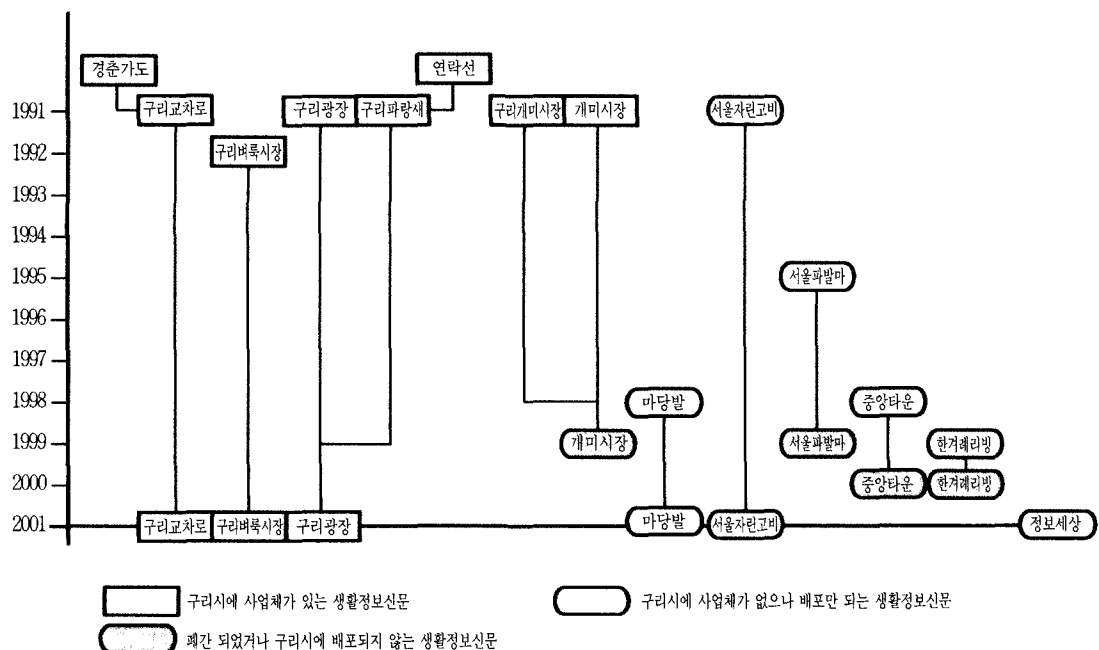 경춘가도
연락선
1991
구리교차로
구리광장
구리파랑새
구리개미시장
개미시장
서울자린고비
1992
구리벼룩시장
1993
1994
1995
서울파발마
1996
1997
1998
마당발
중앙타운
1999
개미시장
서울파발마
한겨레리빙
2000
중앙타운
한겨레리빙
2001
구리교차로
구리벼룩시장
구리광장
마당발
서울자린고비
정보세상
구리시에 사업체가 있는 생활정보신문
구리시에 사업체가 없으나 배포만 되는 생활정보신문
폐간 되었거나 구리시에 배포되지 않는 생활정보신문